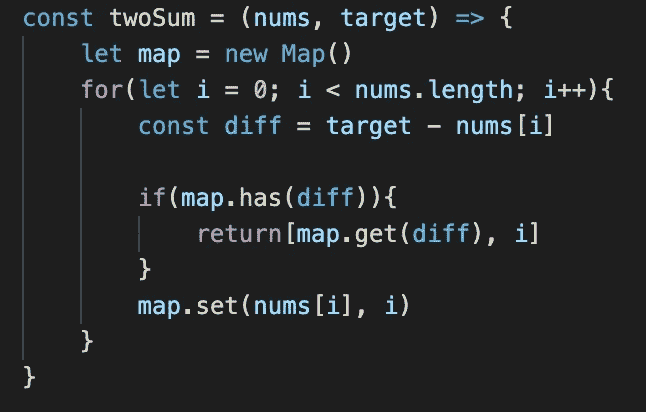 const twoSum = (nums, target) => {
    let map = new Map()
    for(let i = 0; i < nums.length; i++){
        const diff = target - nums[i]

        if(map.has(diff)){
            return[map.get(diff), i]
        }
        map.set(nums[i], i)
    }
}